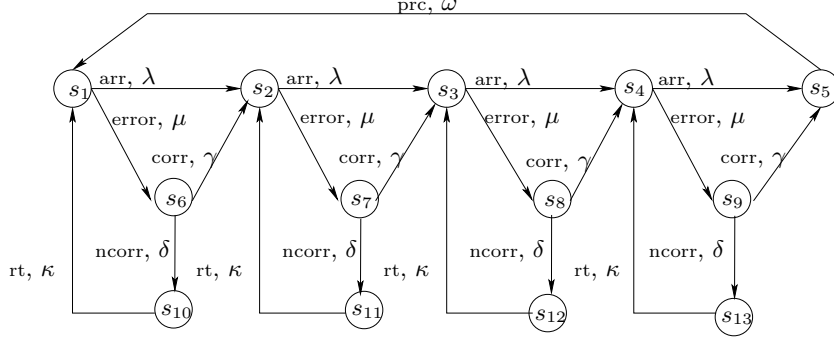 prc, ω
s1 arr, λ s2 arr, λ s3 arr, λ s4 arr, λ s5
error, μ error, μ error, μ error, μ
corr, γ corr, γ corr, γ corr, γ
s6 s7 s8 s9
ncorr, δ ncorr, δ ncorr, δ ncorr, δ
rt, κ rt, κ rt, κ rt, κ
s10 s11 s12 s13